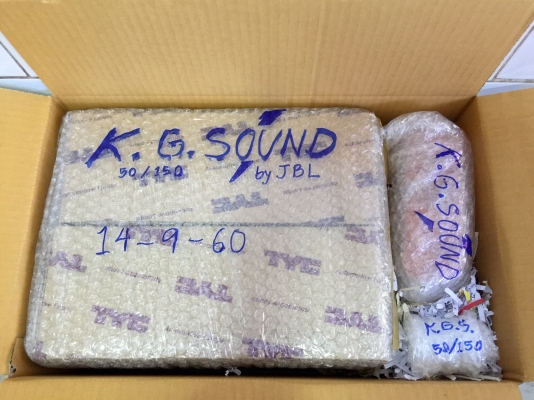 K. G. SOUND
50/150 by JBL
14-9-60
K.G.SOUND
K.G.S.
50/150